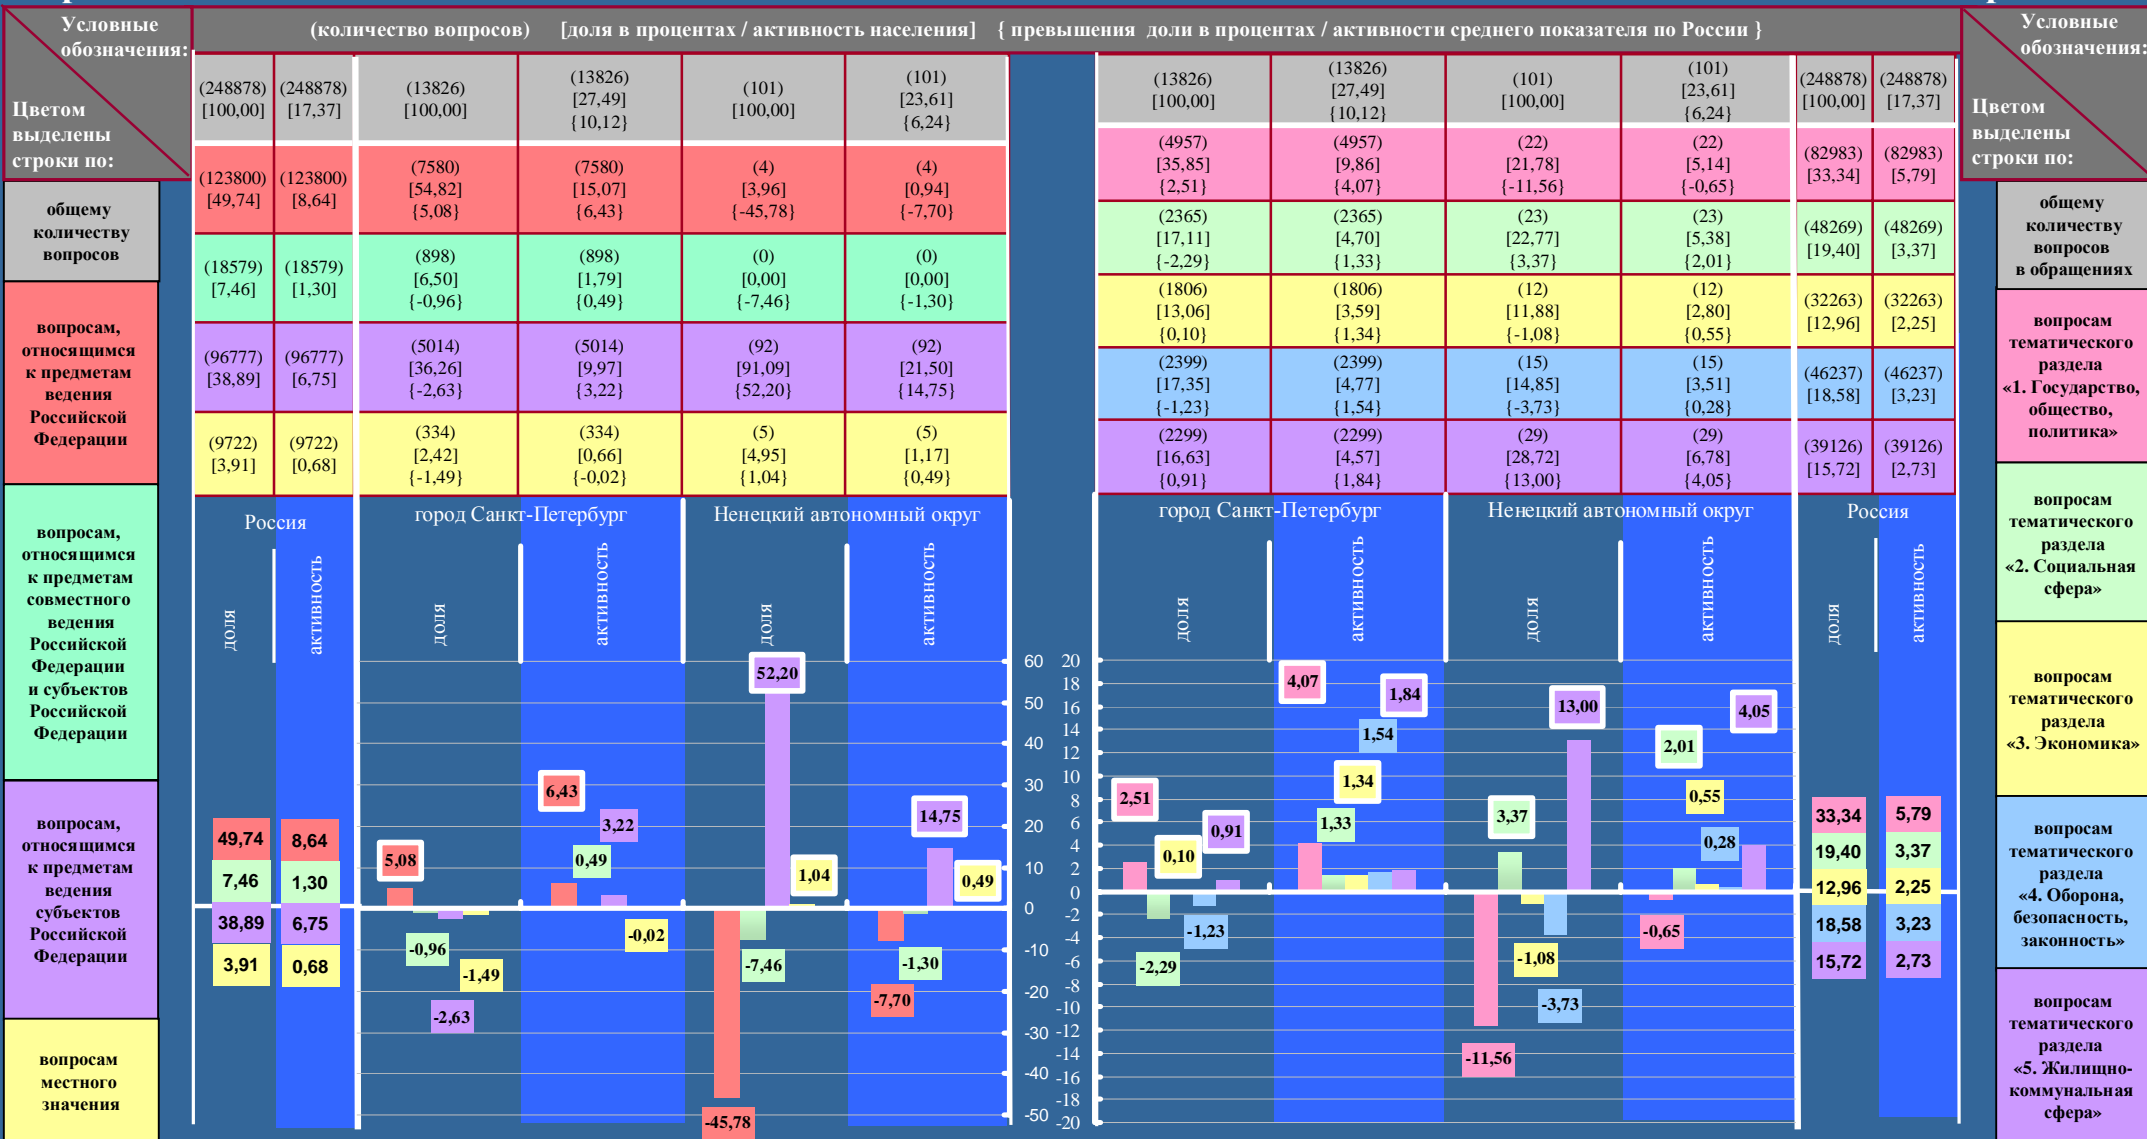 Условные
обозначения:
Цветом
выделены
строки по:
(количество вопросов) [доля в процентах / активность населения] { превышения доли в процентах / активности среднего показателя по России }
Условные
обозначения:
Цветом
выделены
строки по:
общему
количеству
вопросов
вопросам,
относящимся
к предметам
ведения
Российской
Федерации
вопросам,
относящимся
к предметам
совместного
ведения
Российской
Федерации
и субъектов
Российской
Федерации
вопросам,
относящимся
к предметам
ведения
субъектов
Российской
Федерации
вопросам
местного
значения
(248878) (248878) (13826) (13826) (101) (101)
[100,00] [17,37] [100,00] [27,49] [100,00] [23,61]
{10,12} {6,24}
(123800) (123800) (7580) (7580) (4) (4)
[49,74] [8,64] [54,82] [15,07] [3,96] [0,94]
{5,08} {6,43} {-45,78} {-7,70}
(18579) (18579) (898) (898) (0) (0)
[7,46] [1,30] [6,50] [1,79] [0,00] [0,00]
{-0,96} {0,49} {-7,46} {-1,30}
(96777) (96777) (5014) (5014) (92) (92)
[38,89] [6,75] [36,26] [9,97] [91,09] [21,50]
{-2,63} {3,22} {52,20} {14,75}
(9722) (9722) (334) (334) (5) (5)
[3,91] [0,68] [2,42] [0,66] [4,95] [1,17]
{-1,49} {-0,02} {1,04} {0,49}
Россия город Санкт-Петербург Ненецкий автономный округ
доля активность доля активность доля активность
60
50
40
30
20
10
0
-10
-20
-30
-40
-50
49,74 8,64
7,46 1,30
38,89 6,75
3,91 0,68
5,08
-0,96
-2,63
-1,49
6,43
0,49
3,22
-0,02
-45,78
-7,46
52,20
1,04
-7,70
-1,30
14,75
0,49
(13826) (13826) (101) (101) (248878) (248878)
[100,00] [27,49] [100,00] [23,61] [100,00] [17,37]
{10,12} {6,24}
(4957) (4957) (22) (22) (82983) (82983)
[35,85] [9,86] [21,78] [5,14] [33,34] [5,79]
{2,51} {4,07} {-11,56} {-0,65}
(2365) (2365) (23) (23) (48269) (48269)
[17,11] [4,70] [22,77] [5,38] [19,40] [3,37]
{-2,29} {1,33} {3,37} {2,01}
(1806) (1806) (12) (12) (32263) (32263)
[13,06] [3,59] [11,88] [2,80] [12,96] [2,25]
{0,10} {1,34} {-1,08} {0,55}
(2399) (2399) (15) (15) (46237) (46237)
[17,35] [4,77] [14,85] [3,51] [18,58] [3,23]
{-1,23} {1,54} {-3,73} {0,28}
(2299) (2299) (29) (29) (39126) (39126)
[16,63] [4,57] [28,72] [6,78] [15,72] [2,73]
{0,91} {1,84} {13,00} {4,05}
город Санкт-Петербург Ненецкий автономный округ Россия
доля активность доля активность доля активность
20
18
16
14
12
10
8
6
4
2
0
-2
-4
-6
-8
-10
-12
-14
-16
-18
-20
2,51
-2,29
0,10
-1,23
0,91
4,07
1,33
1,34
1,54
1,84
-11,56
3,37
-1,08
-3,73
13,00
-0,65
2,01
0,55
0,28
4,05
33,34 5,79
19,40 3,37
12,96 2,25
18,58 3,23
15,72 2,73
общему
количеству
вопросов
в обращениях
вопросам
тематического
раздела
«1. Государство,
общество,
политика»
вопросам
тематического
раздела
«2. Социальная
сфера»
вопросам
тематического
раздела
«3. Экономика»
вопросам
тематического
раздела
«4. Оборона,
безопасность,
законность»
вопросам
тематического
раздела
«5. Жилищно-
коммунальная
сфера»